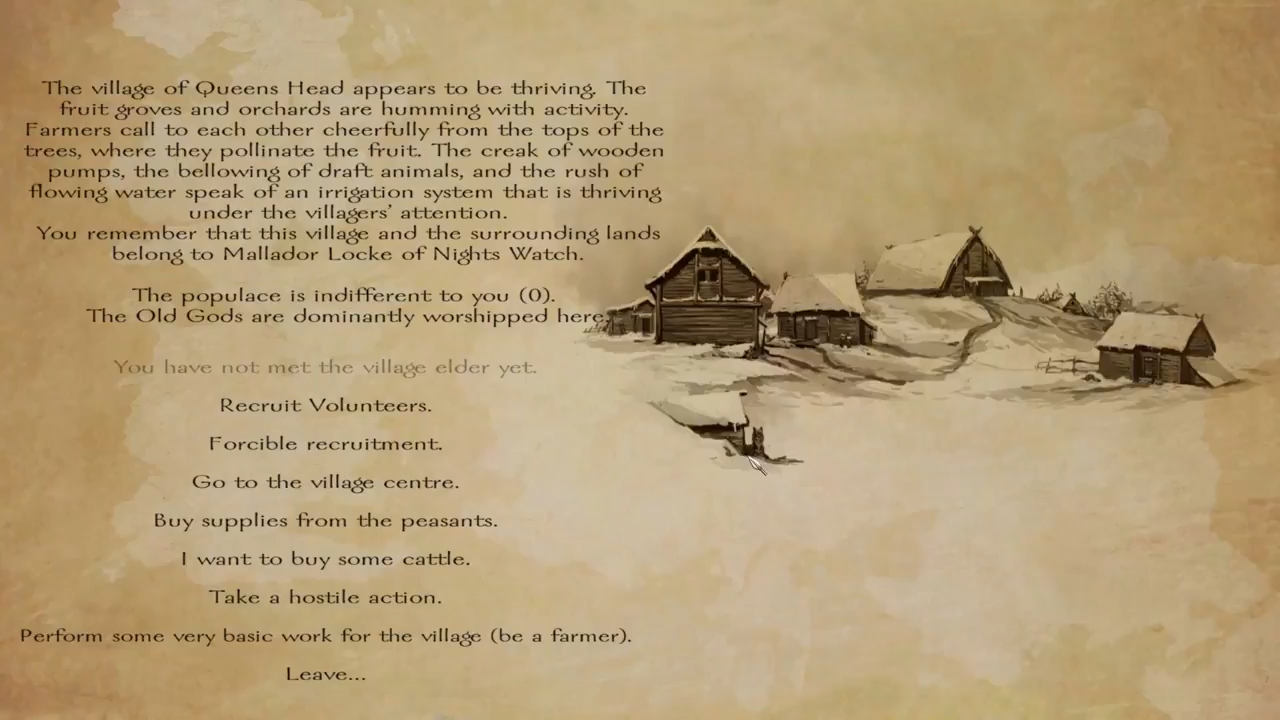 The village of Queens Head appears to be thriving. The
fruit groves and orchards are humming with activity.
Farmers call to each other cheerfully from the tops of the
trees, where they pollinate the fruit. The creak of wooden
pumps, the bellowing of draft animals, and the rush of
flowing water speak of an irrigation system that is thriving
under the villagers' attention.
You remember that this village and the surrounding lands
belong to Mallador Locke of Nights Watch.
The populace is indifferent to you (0).
The Old Gods are dominantly worshipped here.
You have not met the village elder yet.
Recruit Volunteers.
Forcible recruitment.
Go to the village centre.
Buy supplies from the peasants.
I want to buy some cattle.
Take a hostile action.
Perform some very basic work for the village (be a farmer).
Leave...